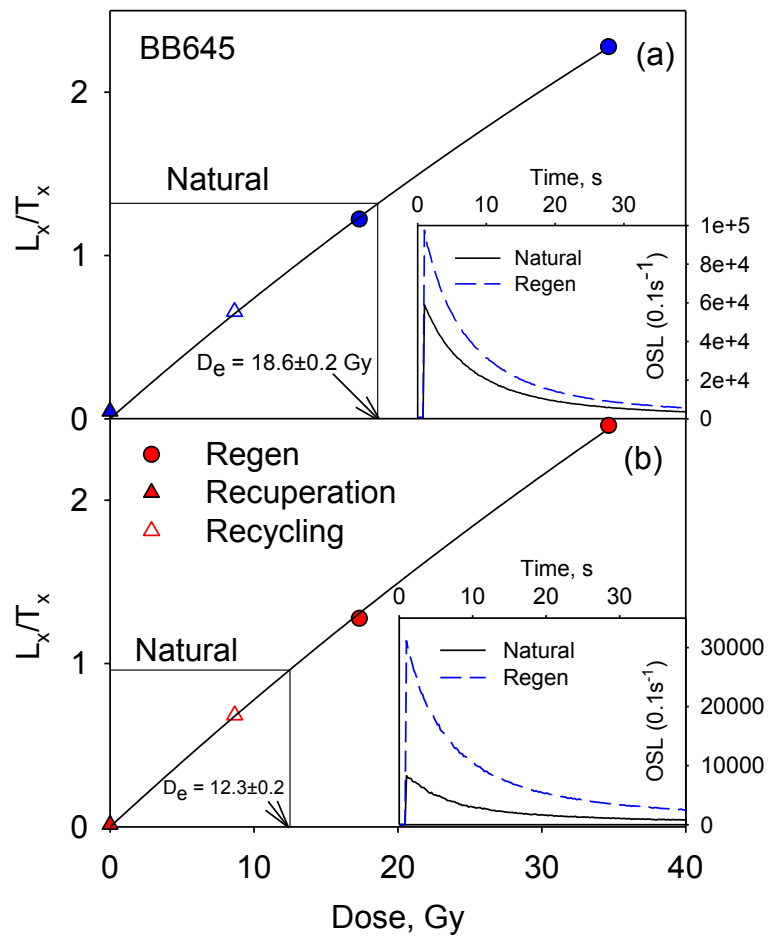 BB645
(a)
2
Natural
Time, s
0 10 20 30
1e+5
Natural
8e+4
Regen
6e+4
OSL (0.1s⁻¹)
4e+4
2e+4
0
Lₓ/Tₓ
1
Dₑ = 18.6±0.2 Gy
0
Regen
(b)
Recuperation
2
Recycling
Time, s
0 10 20 30
Natural
30000
Regen
20000
OSL (0.1s⁻¹)
10000
0
Lₓ/Tₓ
Natural
1
Dₑ = 12.3±0.2
0
0 10 20 30 40
Dose, Gy